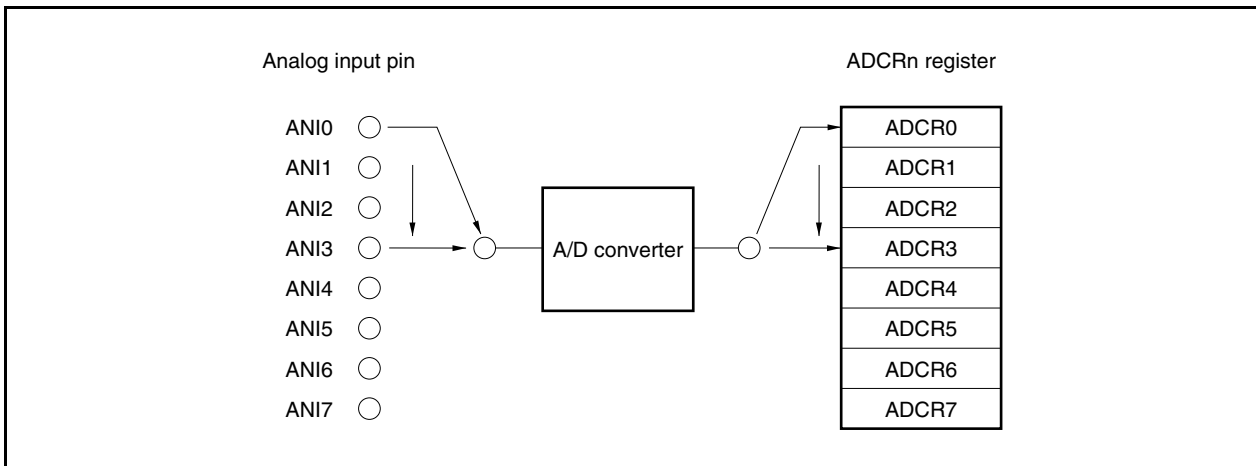 Analog input pin
ADCRn register
ANI0
ANI1
ANI2
ANI3
ANI4
ANI5
ANI6
ANI7
A/D converter
ADCR0
ADCR1
ADCR2
ADCR3
ADCR4
ADCR5
ADCR6
ADCR7